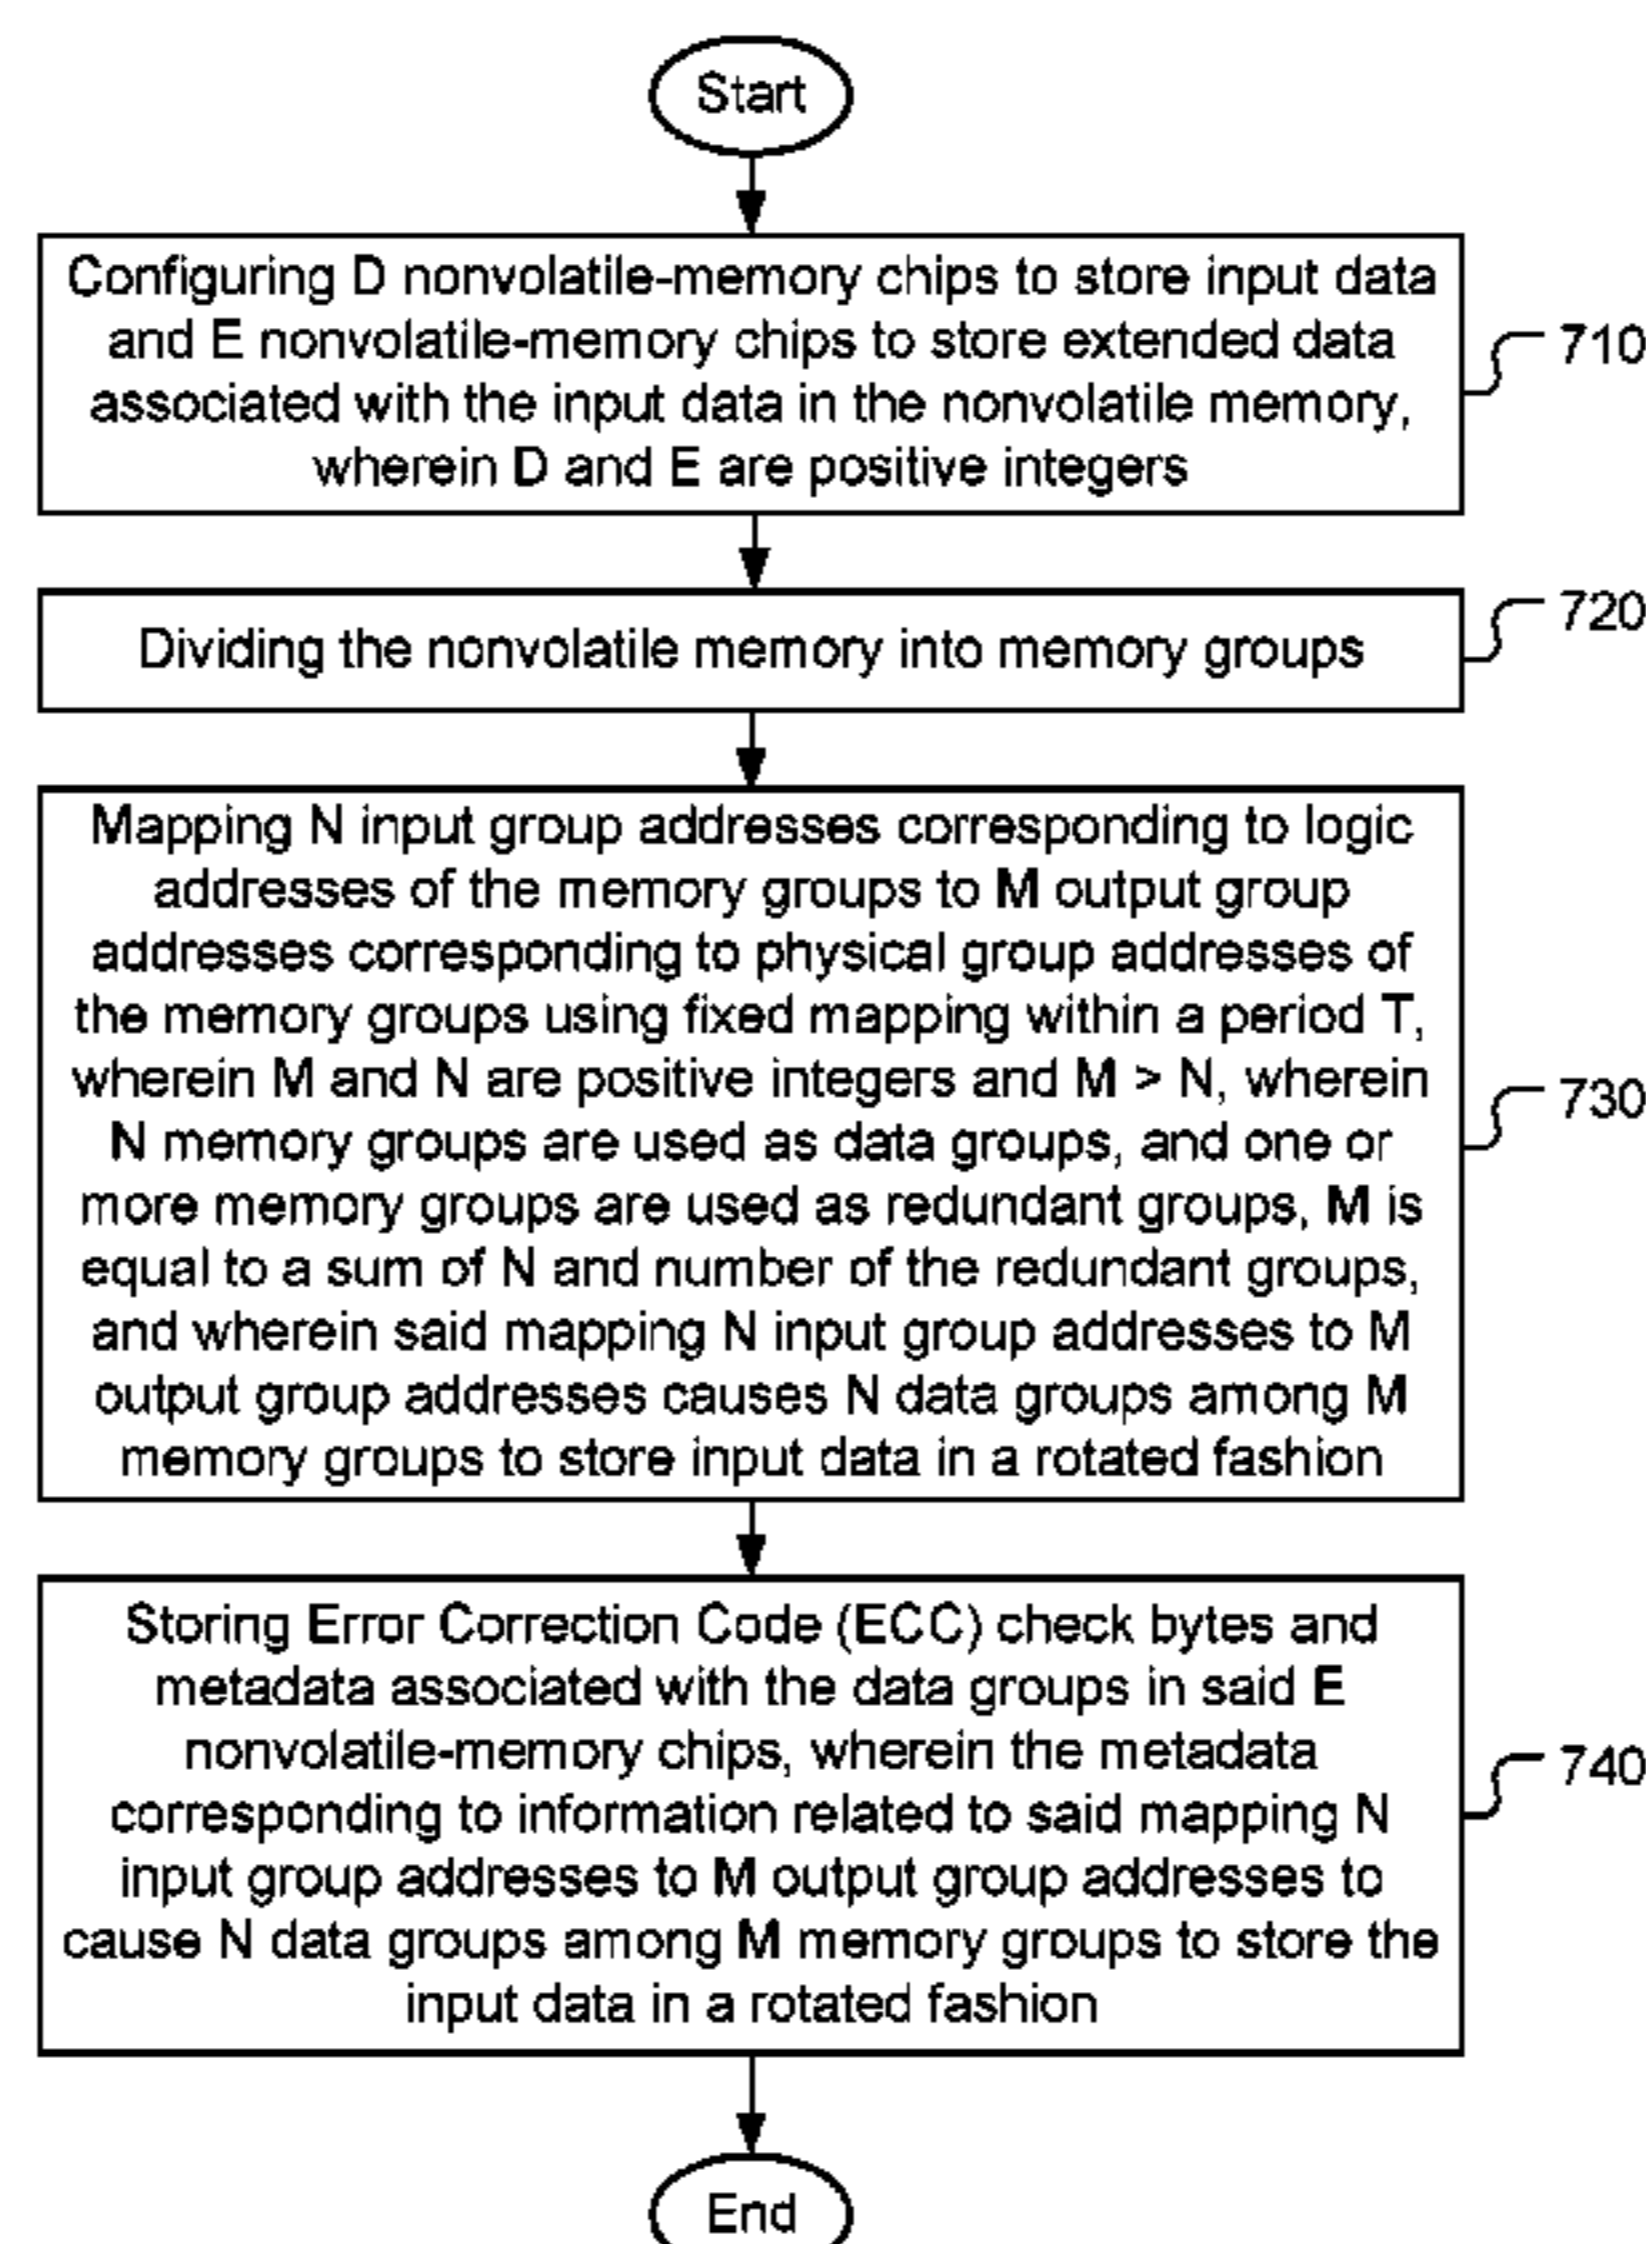 Start
Configuring D nonvolatile-memory chips to store input data
and E nonvolatile-memory chips to store extended data
associated with the input data in the nonvolatile memory,
wherein D and E are positive integers
710
Dividing the nonvolatile memory into memory groups
720
Mapping N input group addresses corresponding to logic
addresses of the memory groups to M output group
addresses corresponding to physical group addresses of
the memory groups using fixed mapping within a period T,
wherein M and N are positive integers and M > N, wherein
N memory groups are used as data groups, and one or
more memory groups are used as redundant groups, M is
equal to a sum of N and number of the redundant groups,
and wherein said mapping N input group addresses to M
output group addresses causes N data groups among M
memory groups to store input data in a rotated fashion
730
Storing Error Correction Code (ECC) check bytes and
metadata associated with the data groups in said E
nonvolatile-memory chips, wherein the metadata
corresponding to information related to said mapping N
input group addresses to M output group addresses to
cause N data groups among M memory groups to store the
input data in a rotated fashion
740
End